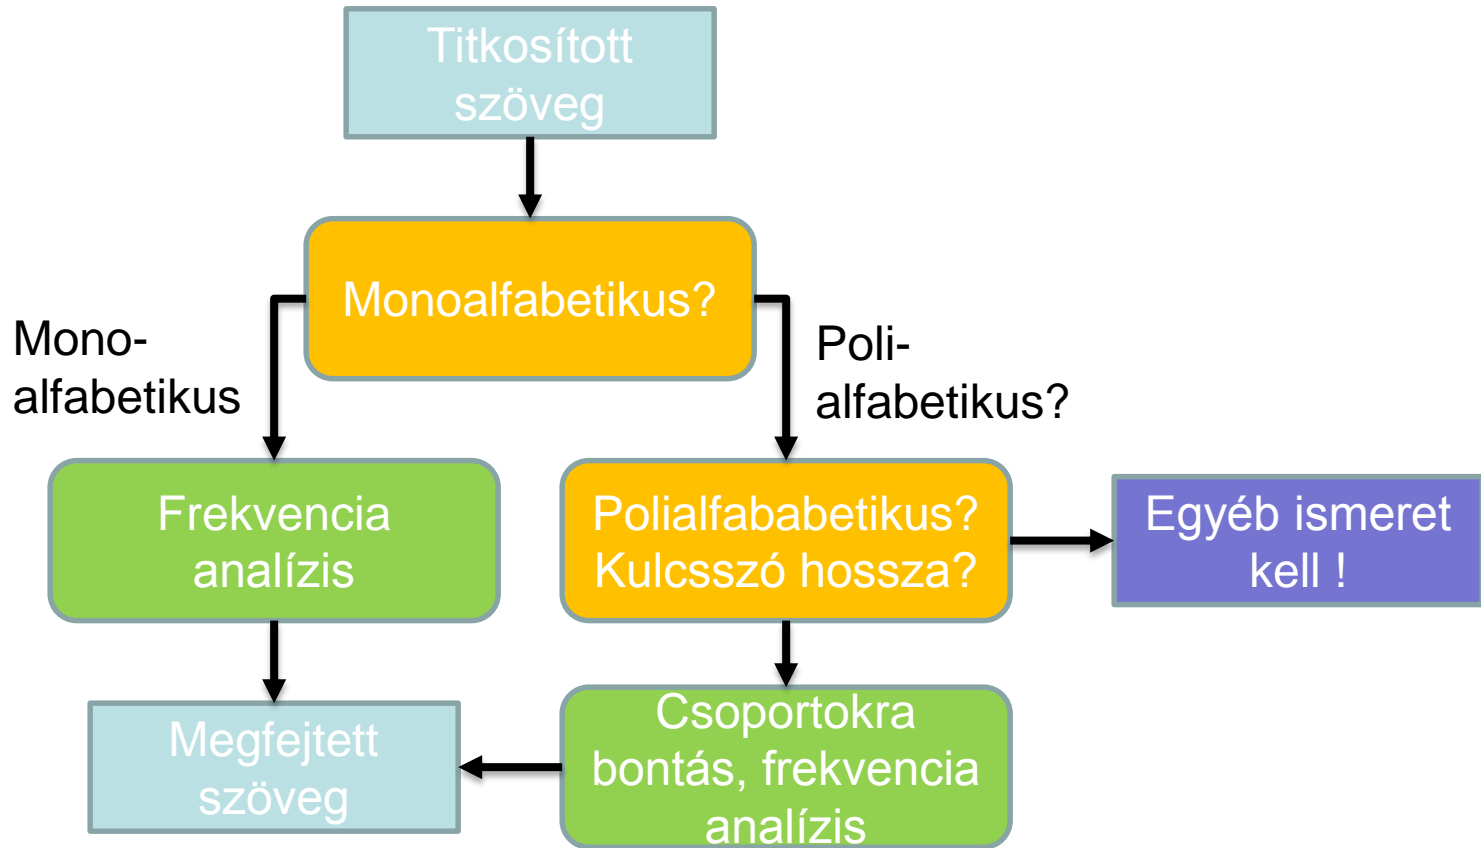 Titkosított
szöveg
Monoalfabetikus?
Mono-
alfabetikus
Poli-
alfabetikus?
Frekvencia
analízis
Polialfababetikus?
Kulcsszó hossza?
Egyéb ismeret
kell !
Megfejtett
szöveg
Csoportokra
bontás, frekvencia
analízis